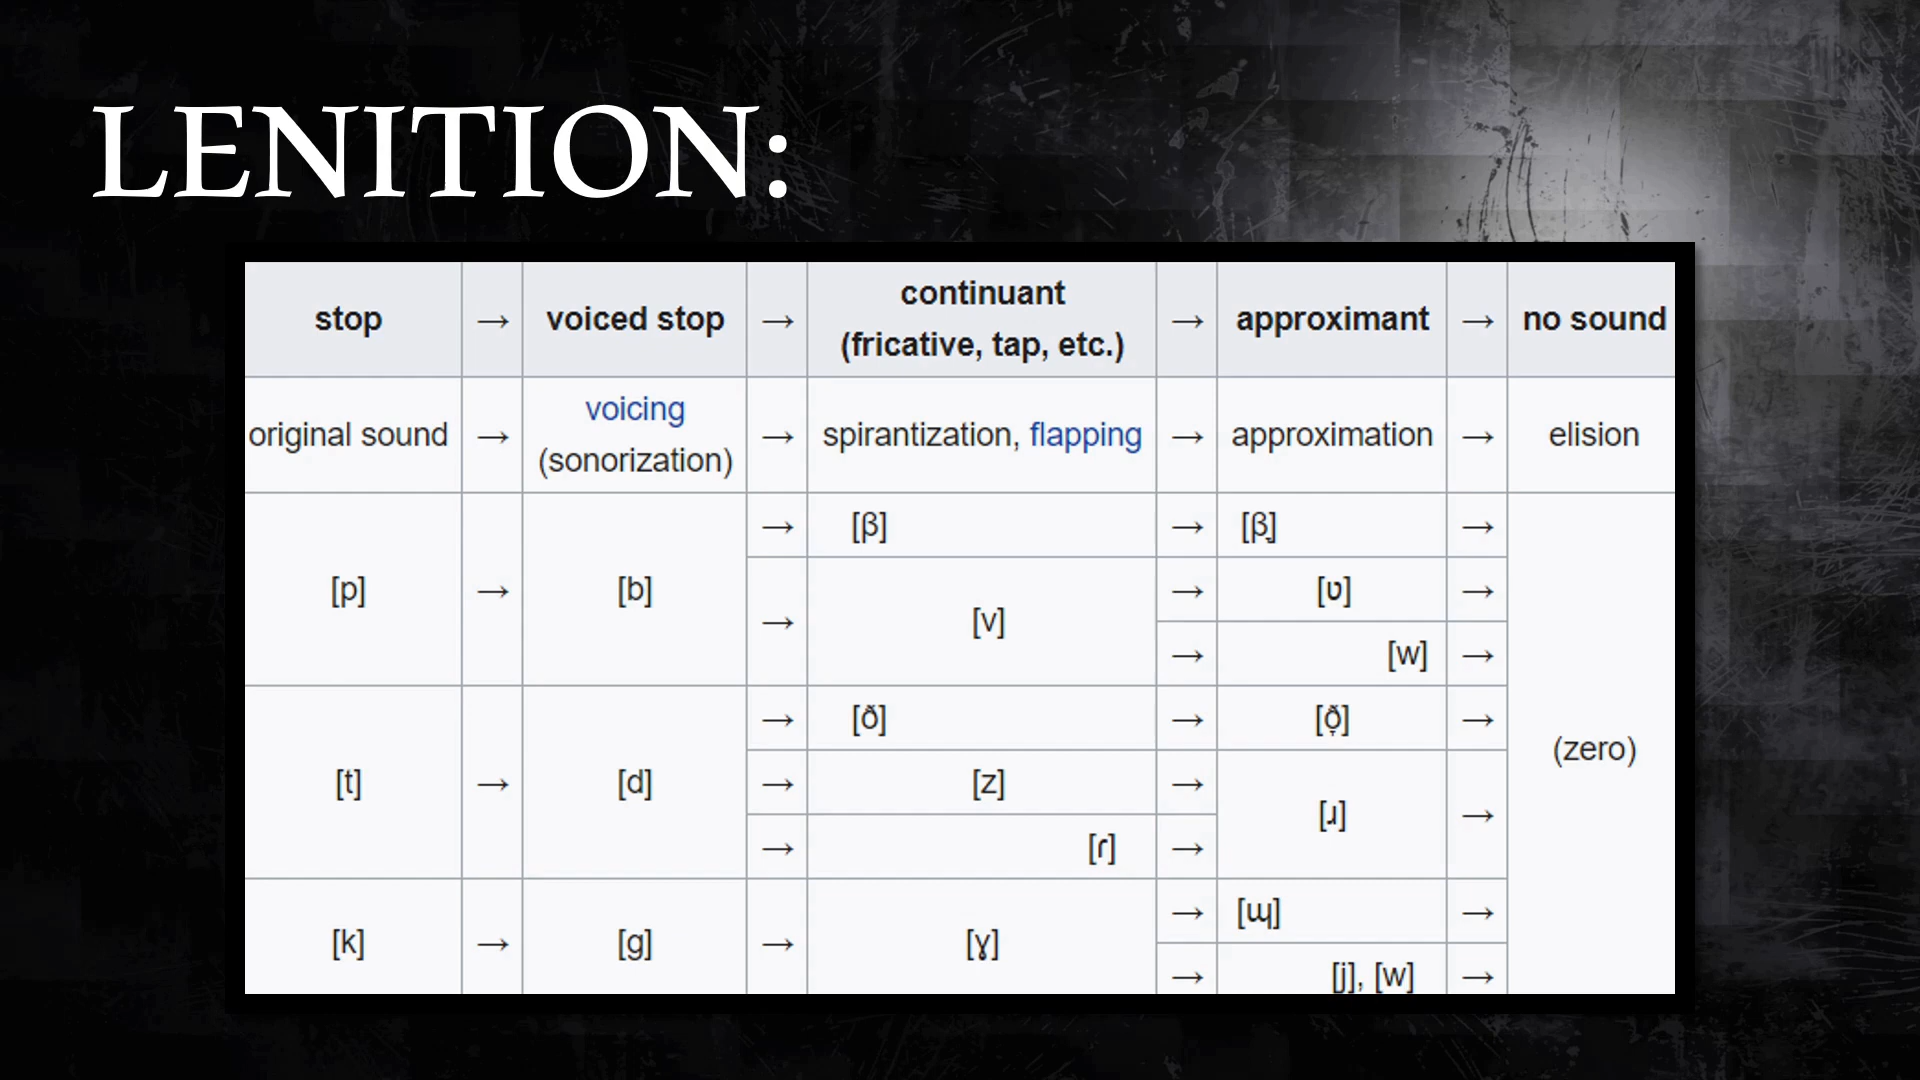 LENITION:
stop → voiced stop → continuant (fricative, tap, etc.) → approximant → no sound
original sound → voicing (sonorization) → spirantization, flapping → approximation → elision
[p] → [b] → [β] → [β̞] →
→ [v] → [ʋ] →
→ [w] →
[t] → [d] → [ð] → [ð̞] →
→ [z] → [ɹ] →
→ [ɾ] →
(zero)
[k] → [g] → [ɣ] → [ɰ] →
→ [j], [w] →